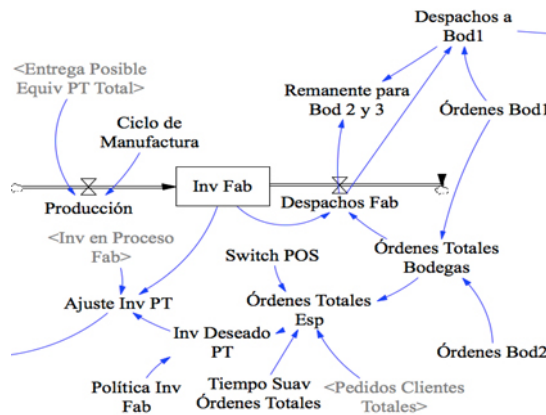 Despachos a
Bod1
<Entrega Posible
Equiv PT Total>
Remanente para
Bod 2 y 3
Órdenes Bod1
Ciclo de
Manufactura
Inv Fab
Producción
Despachos Fab
<Inv en Proceso
Fab>
Switch POS
Órdenes Totales
Bodegas
Ajuste Inv PT
Órdenes Totales
Esp
Inv Deseado
PT
Órdenes Bod2
Política Inv
Fab
Tiempo Suav
Órdenes Totales
<Pedidos Clientes
Totales>